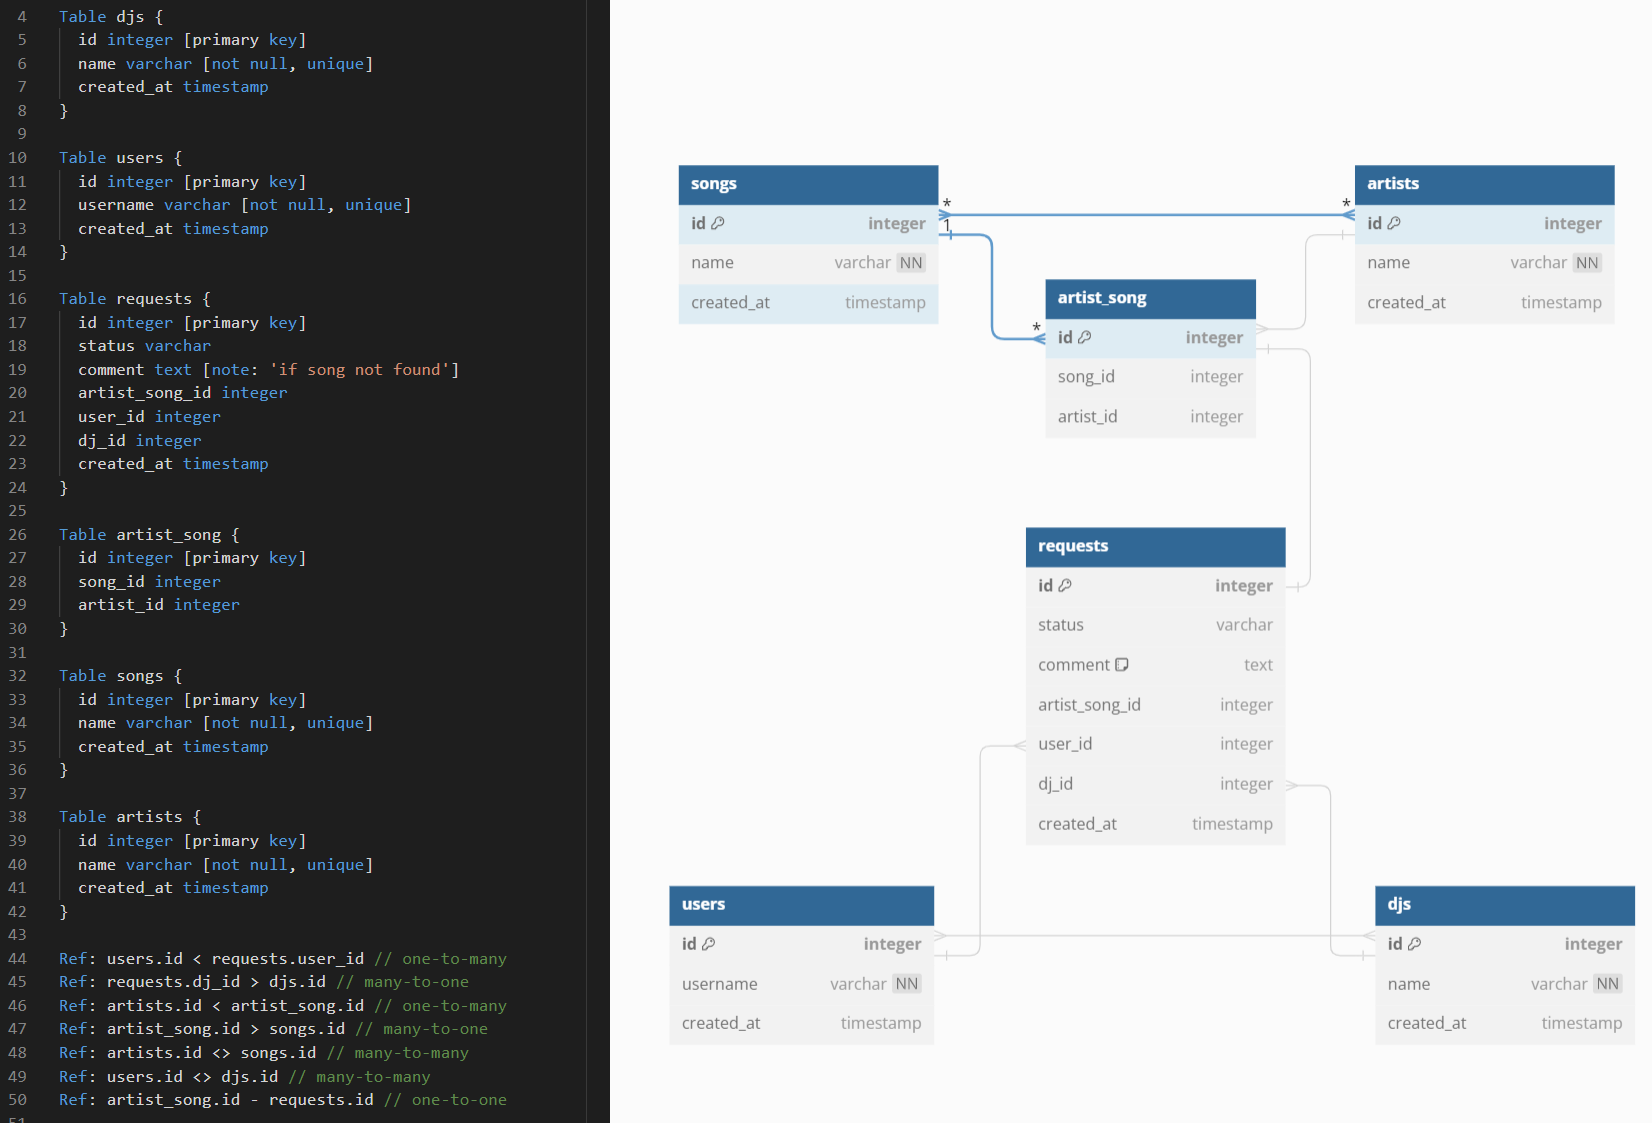 4 Table djs {
5 id integer [primary key]
6 name varchar [not null, unique]
7 created_at timestamp
8 }
9
10 Table users {
11 id integer [primary key]
12 username varchar [not null, unique]
13 created_at timestamp
14 }
15
16 Table requests {
17 id integer [primary key]
18 status varchar
19 comment text [note: 'if song not found']
20 artist_song_id integer
21 user_id integer
22 dj_id integer
23 created_at timestamp
24 }
25
26 Table artist_song {
27 id integer [primary key]
28 song_id integer
29 artist_id integer
30 }
31
32 Table songs {
33 id integer [primary key]
34 name varchar [not null, unique]
35 created_at timestamp
36 }
37
38 Table artists {
39 id integer [primary key]
40 name varchar [not null, unique]
41 created_at timestamp
42 }
43
44 Ref: users.id < requests.user_id // one-to-many
45 Ref: requests.dj_id > djs.id // many-to-one
46 Ref: artists.id < artist_song.id // one-to-many
47 Ref: artist_song.id > songs.id // many-to-one
48 Ref: artists.id <> songs.id // many-to-many
49 Ref: users.id <> djs.id // many-to-many
50 Ref: artist_song.id - requests.id // one-to-one
51
songs
id integer
name varchar NN
created_at timestamp
*
1
*
*
artists
id integer
name varchar NN
created_at timestamp
artist_song
id integer
song_id integer
artist_id integer
requests
id integer
status varchar
comment text
artist_song_id integer
user_id integer
dj_id integer
created_at timestamp
users
id integer
username varchar NN
created_at timestamp
djs
id integer
name varchar NN
created_at timestamp